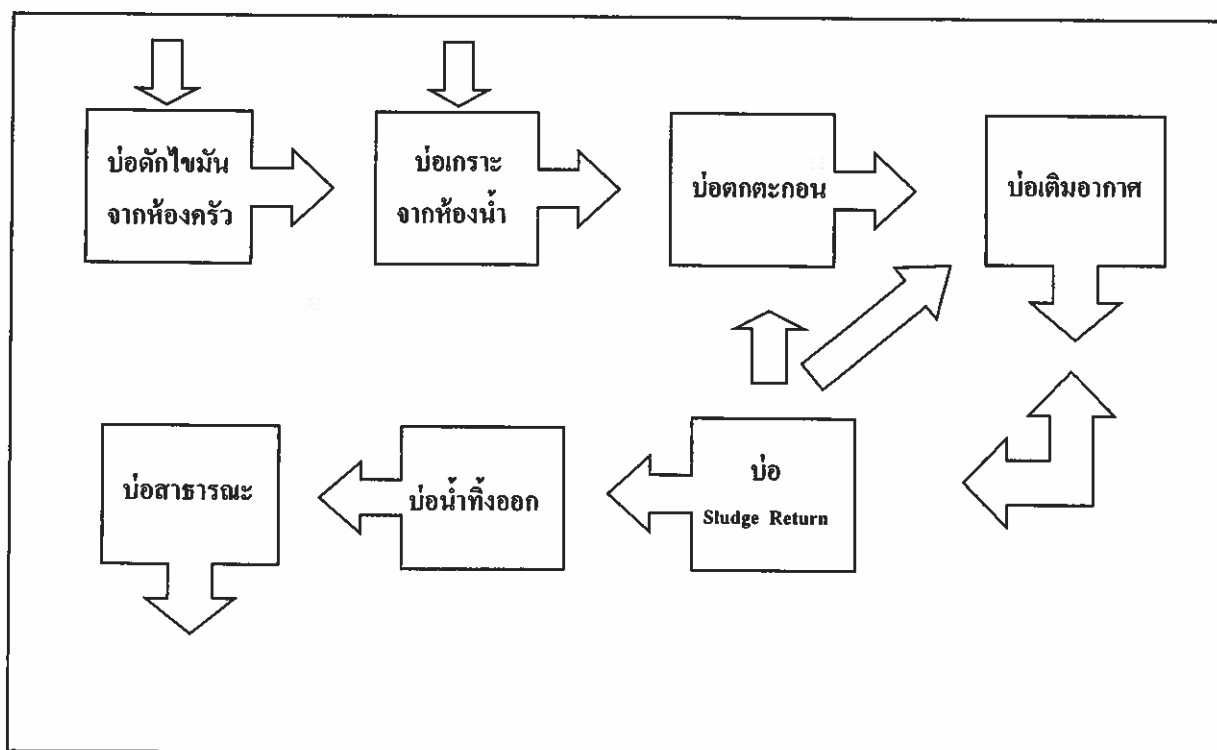 บ่อดักไขมัน
จากห้องครัว
บ่อเกราะ
จากห้องน้ำ
บ่อตกตะกอน
บ่อเติมอากาศ
บ่อสาธารณะ
บ่อน้ำทิ้งออก
บ่อ
Sludge Return